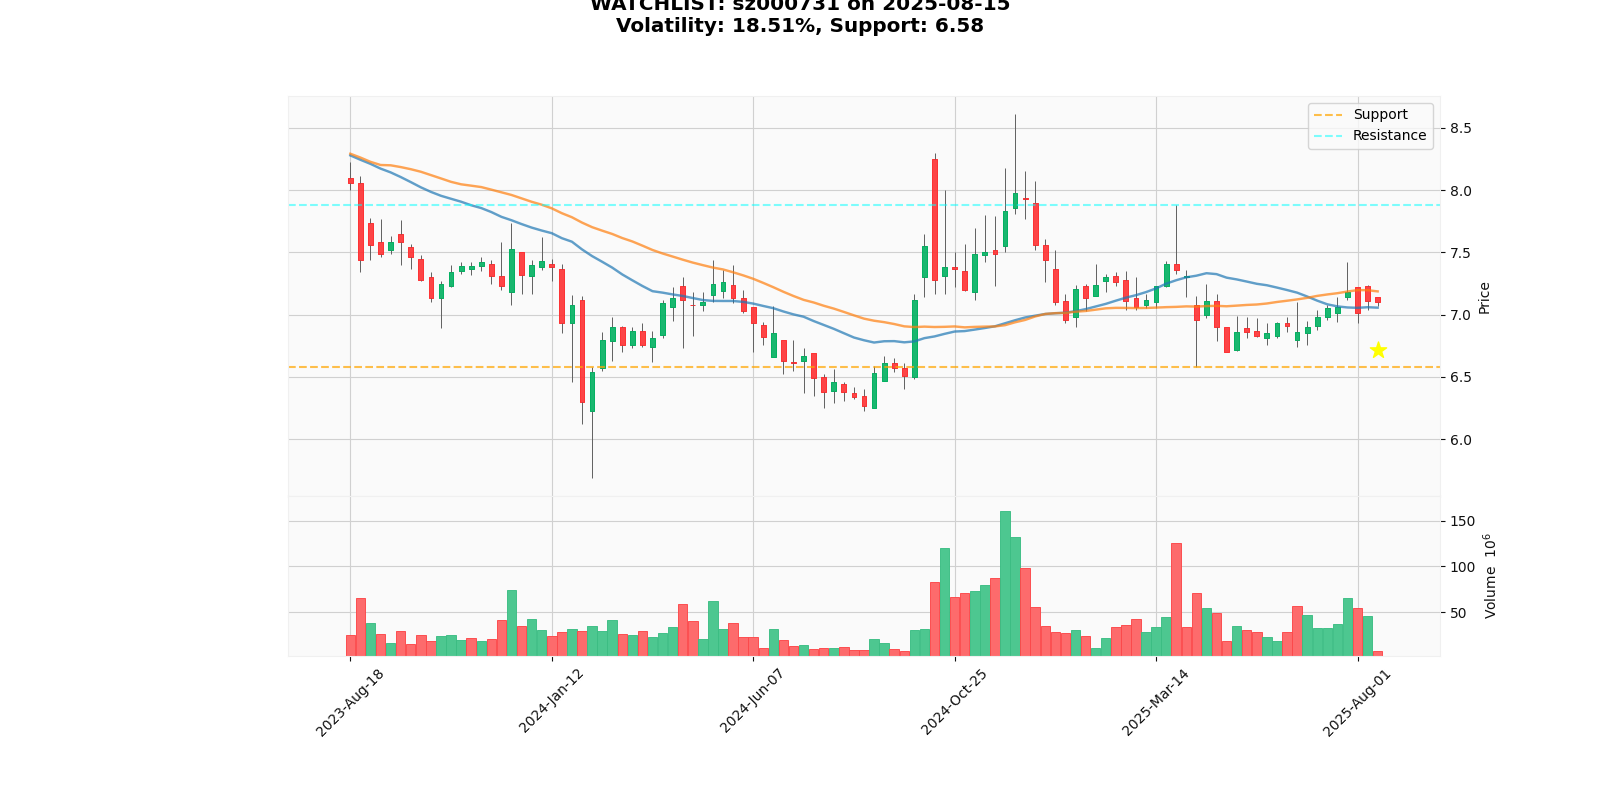 WATCHLIST: sz000731 on 2025-08-15
Volatility: 18.51%, Support: 6.58
Support
Resistance
8.5
8.0
7.5
7.0
6.5
6.0
Price
150
100
50
Volume 10⁶
2023-Aug-18
2024-Jan-12
2024-Jun-07
2024-Oct-25
2025-Mar-14
2025-Aug-01